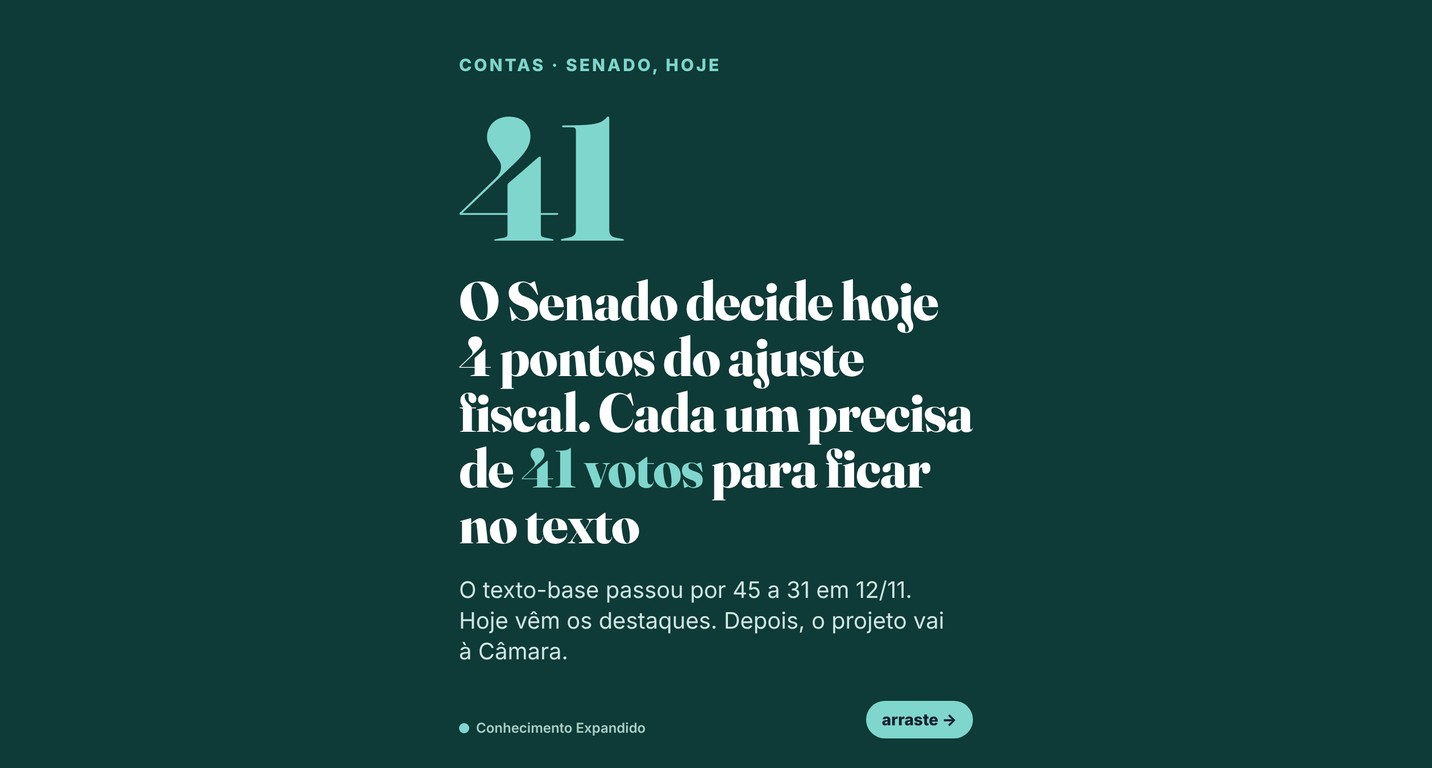 CONTAS · SENADO, HOJE
41
O Senado decide hoje
4 pontos do ajuste
fiscal. Cada um precisa
de 41 votos para ficar
no texto
O texto-base passou por 45 a 31 em 12/11.
Hoje vêm os destaques. Depois, o projeto vai
à Câmara.
Conhecimento Expandido
arraste →